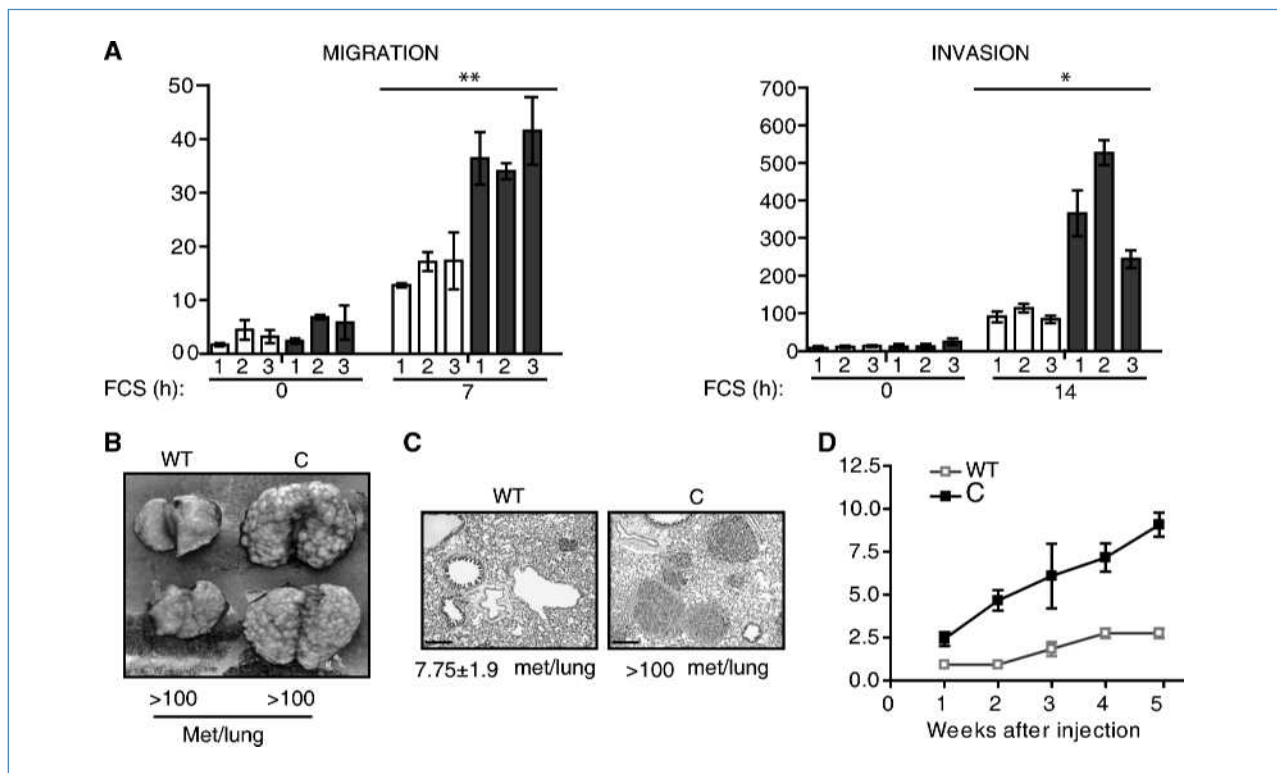 A
MIGRATION
**
50
40
30
20
10
0 0
1 2 3 1 2 3
1 2 3 1 2 3
FCS (h): 0 7
INVASION
*
700
600
500
400
300
200
100
0
1 2 3 1 2 3
1 2 3 1 2 3
FCS (h): 0 14
B
WT C
>100 >100
Met/lung
C
WT C
7.75±1.9 met/lung >100 met/lung
D
12.5
10.0
7.5
5.0
2.5
0.0
WT
C
0 1 2 3 4 5
Weeks after injection